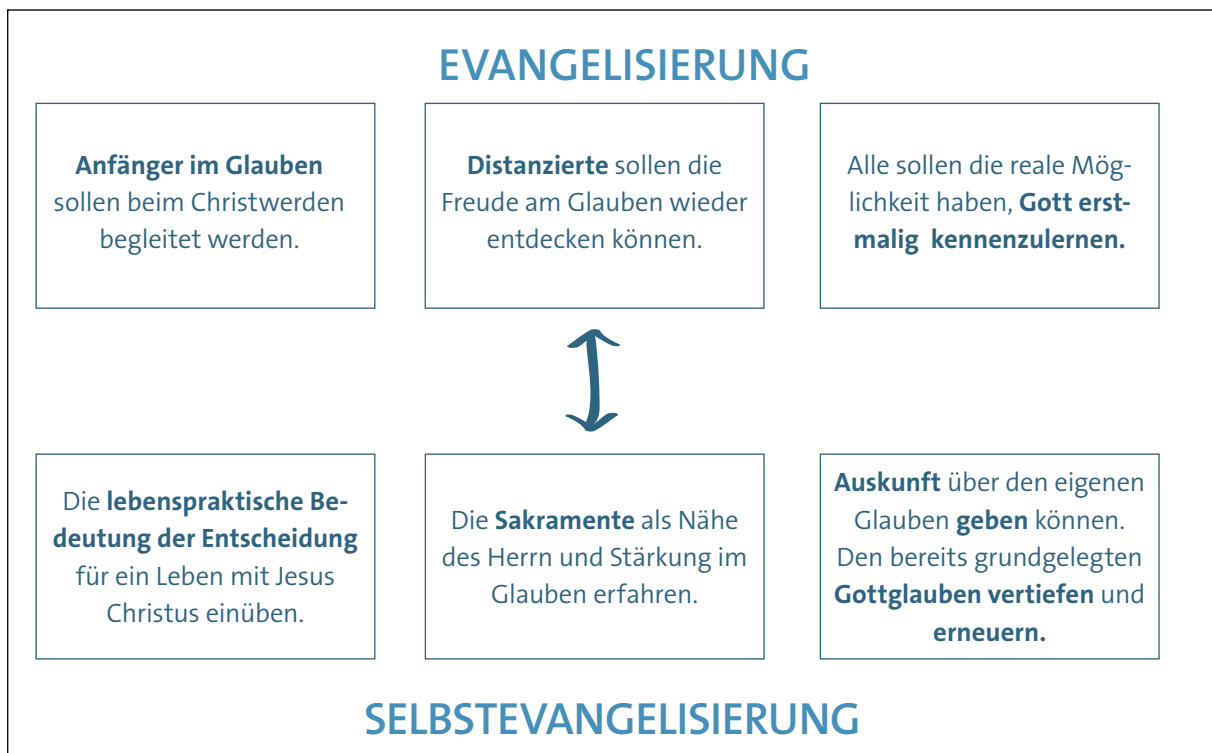 EVANGELISIERUNG
Anfänger im Glauben
sollen beim Christwerden
begleitet werden.
Distanzierte sollen die
Freude am Glauben wieder
entdecken können.
Alle sollen die reale Mög-
lichkeit haben, Gott erst-
malig kennenzulernen.
Die lebenspraktische Be-
deutung der Entscheidung
für ein Leben mit Jesus
Christus einüben.
Die Sakramente als Nähe
des Herrn und Stärkung im
Glauben erfahren.
Auskunft über den eigenen
Glauben geben können.
Den bereits grundgelegten
Gottglauben vertiefen und
erneuern.
SELBSTEVANGELISIERUNG